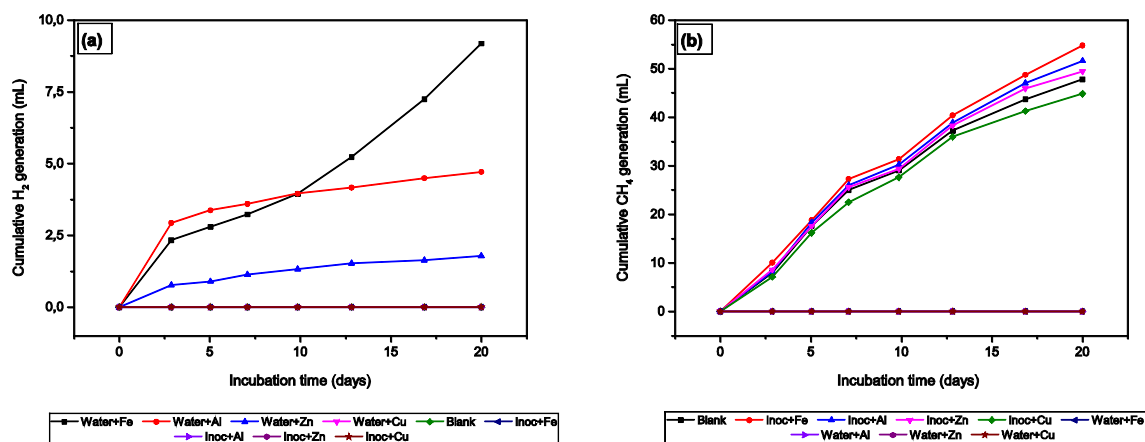 (a)
Cumulative H2 generation (mL)
10,0
7,5
5,0
2,5
0,0
0 5 10 15 20
Incubation time (days)
Water+Fe Water+Al Water+Zn Water+Cu Blank Inoc+Fe
Inoc+Al Inoc+Zn Inoc+Cu
(b)
Cumulative CH4 generation (mL)
60
50
40
30
20
10
0
0 5 10 15 20
Incubation time (days)
Blank Inoc+Fe Inoc+Al Inoc+Zn Inoc+Cu Water+Fe
Water+Al Water+Zn Water+Cu